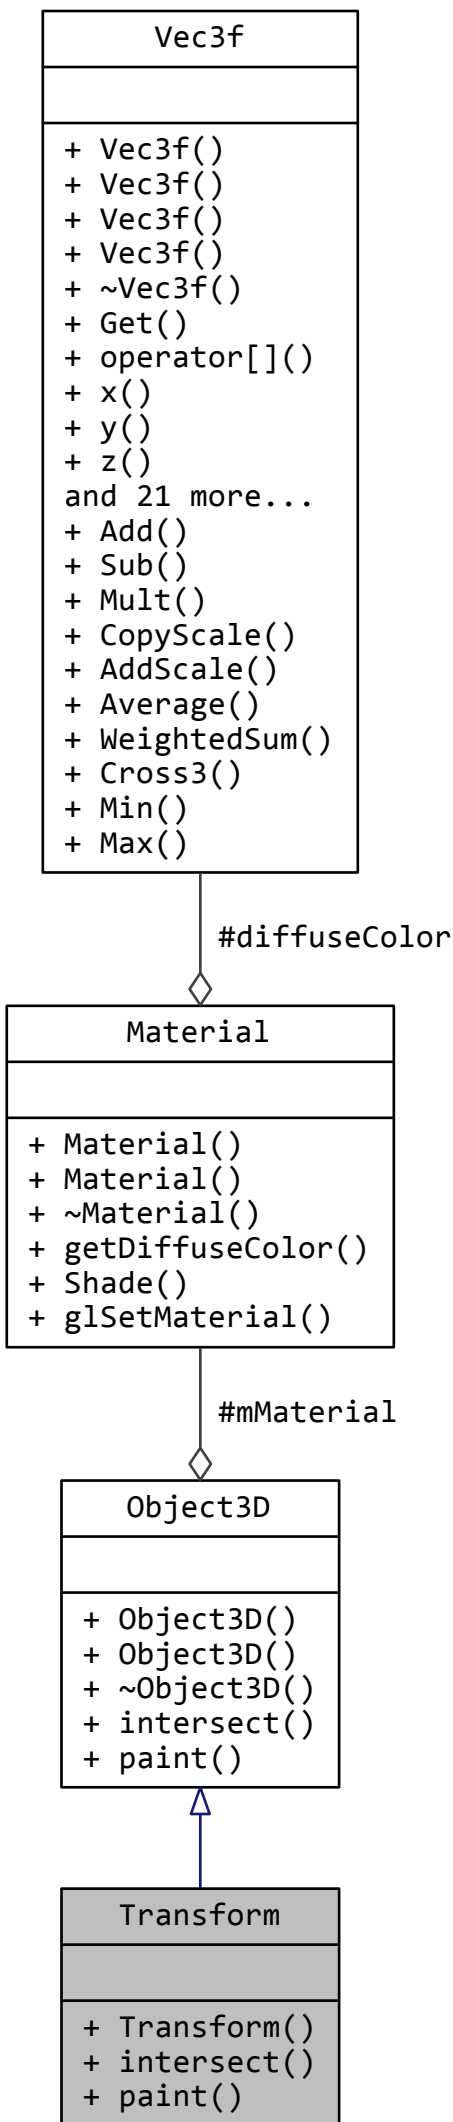 Vec3f
+ Vec3f()
+ Vec3f()
+ Vec3f()
+ Vec3f()
+ ~Vec3f()
+ Get()
+ operator[]()
+ x()
+ y()
+ z()
and 21 more...
+ Add()
+ Sub()
+ Mult()
+ CopyScale()
+ AddScale()
+ Average()
+ WeightedSum()
+ Cross3()
+ Min()
+ Max()
#diffuseColor
Material
+ Material()
+ Material()
+ ~Material()
+ getDiffuseColor()
+ Shade()
+ glSetMaterial()
#mMaterial
Object3D
+ Object3D()
+ Object3D()
+ ~Object3D()
+ intersect()
+ paint()
Transform
+ Transform()
+ intersect()
+ paint()